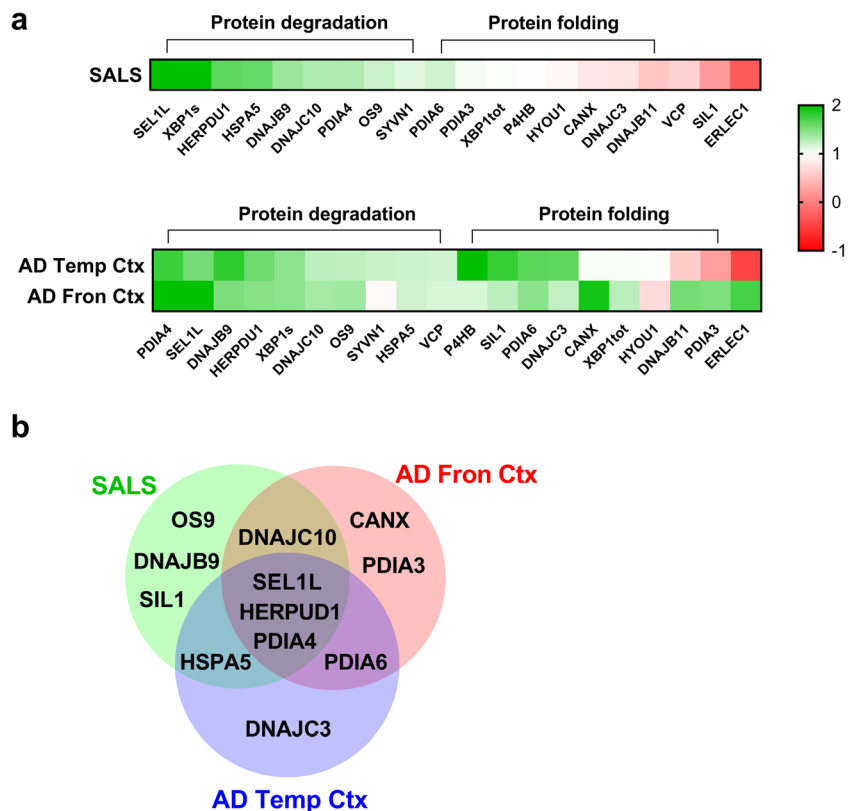 a
Protein degradation Protein folding
SALS
SEL1L XBP1s HERPDU1 HSPA5 DNAJB9 DNAJC10 PDIA4 OS9 SYVN1 PDIA6 PDIA3 XBP1tot P4HB HYOU1 CANX DNAJC3 DNAJB11 VCP SIL1 ERLEC1
2
1
0
-1
Protein degradation Protein folding
AD Temp Ctx
AD Fron Ctx
PDIA4 SEL1L DNAJB9 HERPDU1 XBP1s DNAJC10 OS9 SYVN1 HSPA5 VCP P4HB SIL1 PDIA6 DNAJC3 CANX XBP1tot HYOU1 DNAJB11 PDIA3 ERLEC1
b
SALS
AD Fron Ctx
OS9
CANX
DNAJC10
DNAJB9
PDIA3
SEL1L
SIL1
HERPUD1
PDIA4
HSPA5
PDIA6
DNAJC3
AD Temp Ctx